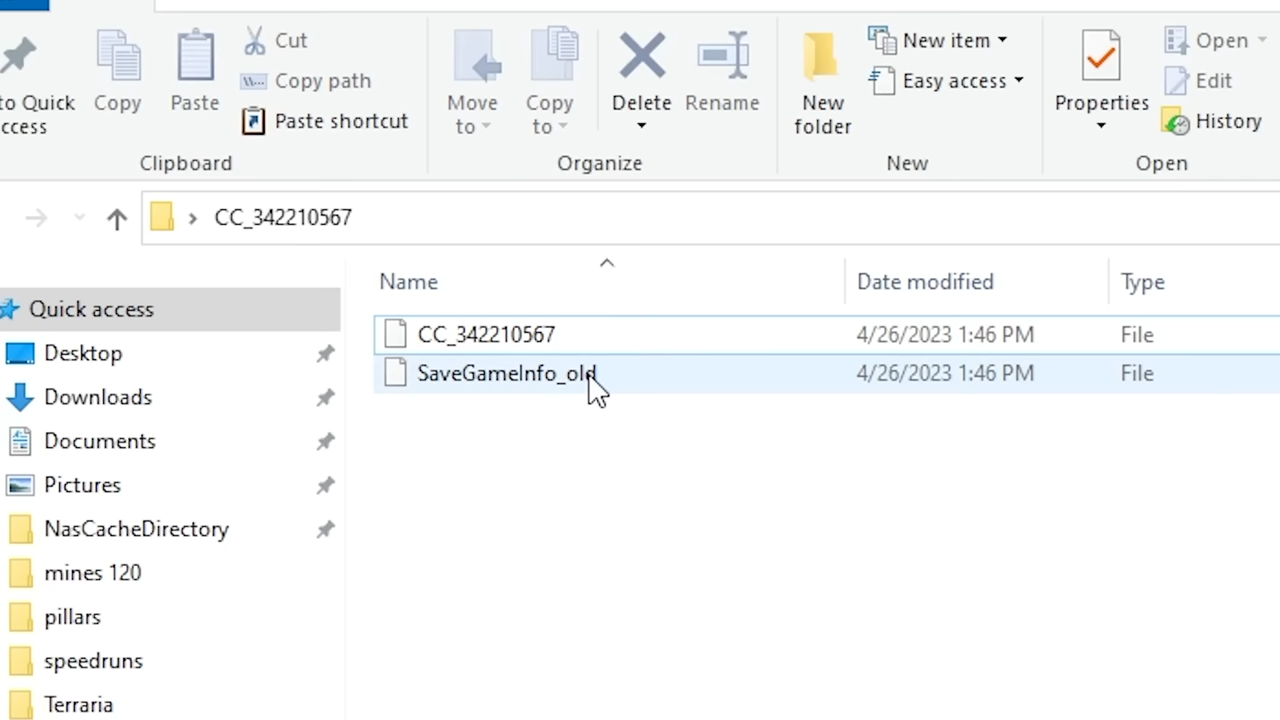 Cut
Copy path
Paste shortcut
to Quick
ccess
Copy
Paste
Clipboard
Move
to
Copy
to
Delete
Rename
Organize
New
folder
New item
Easy access
New
Properties
Open
Edit
History
Open
CC_342210567
Name
Date modified
Type
Quick access
Desktop
Downloads
Documents
Pictures
NasCacheDirectory
mines 120
pillars
speedruns
Terraria
CC_342210567 4/26/2023 1:46 PM File
SaveGameInfo_old 4/26/2023 1:46 PM File